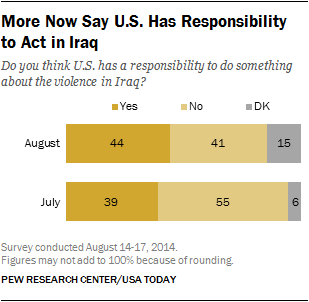 More Now Say U.S. Has Responsibility
to Act in Iraq
Do you think U.S. has a responsibility to do something
about the violence in Iraq?
Yes No DK
August 44 41 15
July 39 55 6
Survey conducted August 14-17, 2014.
Figures may not add to 100% because of rounding.
PEW RESEARCH CENTER/USA TODAY